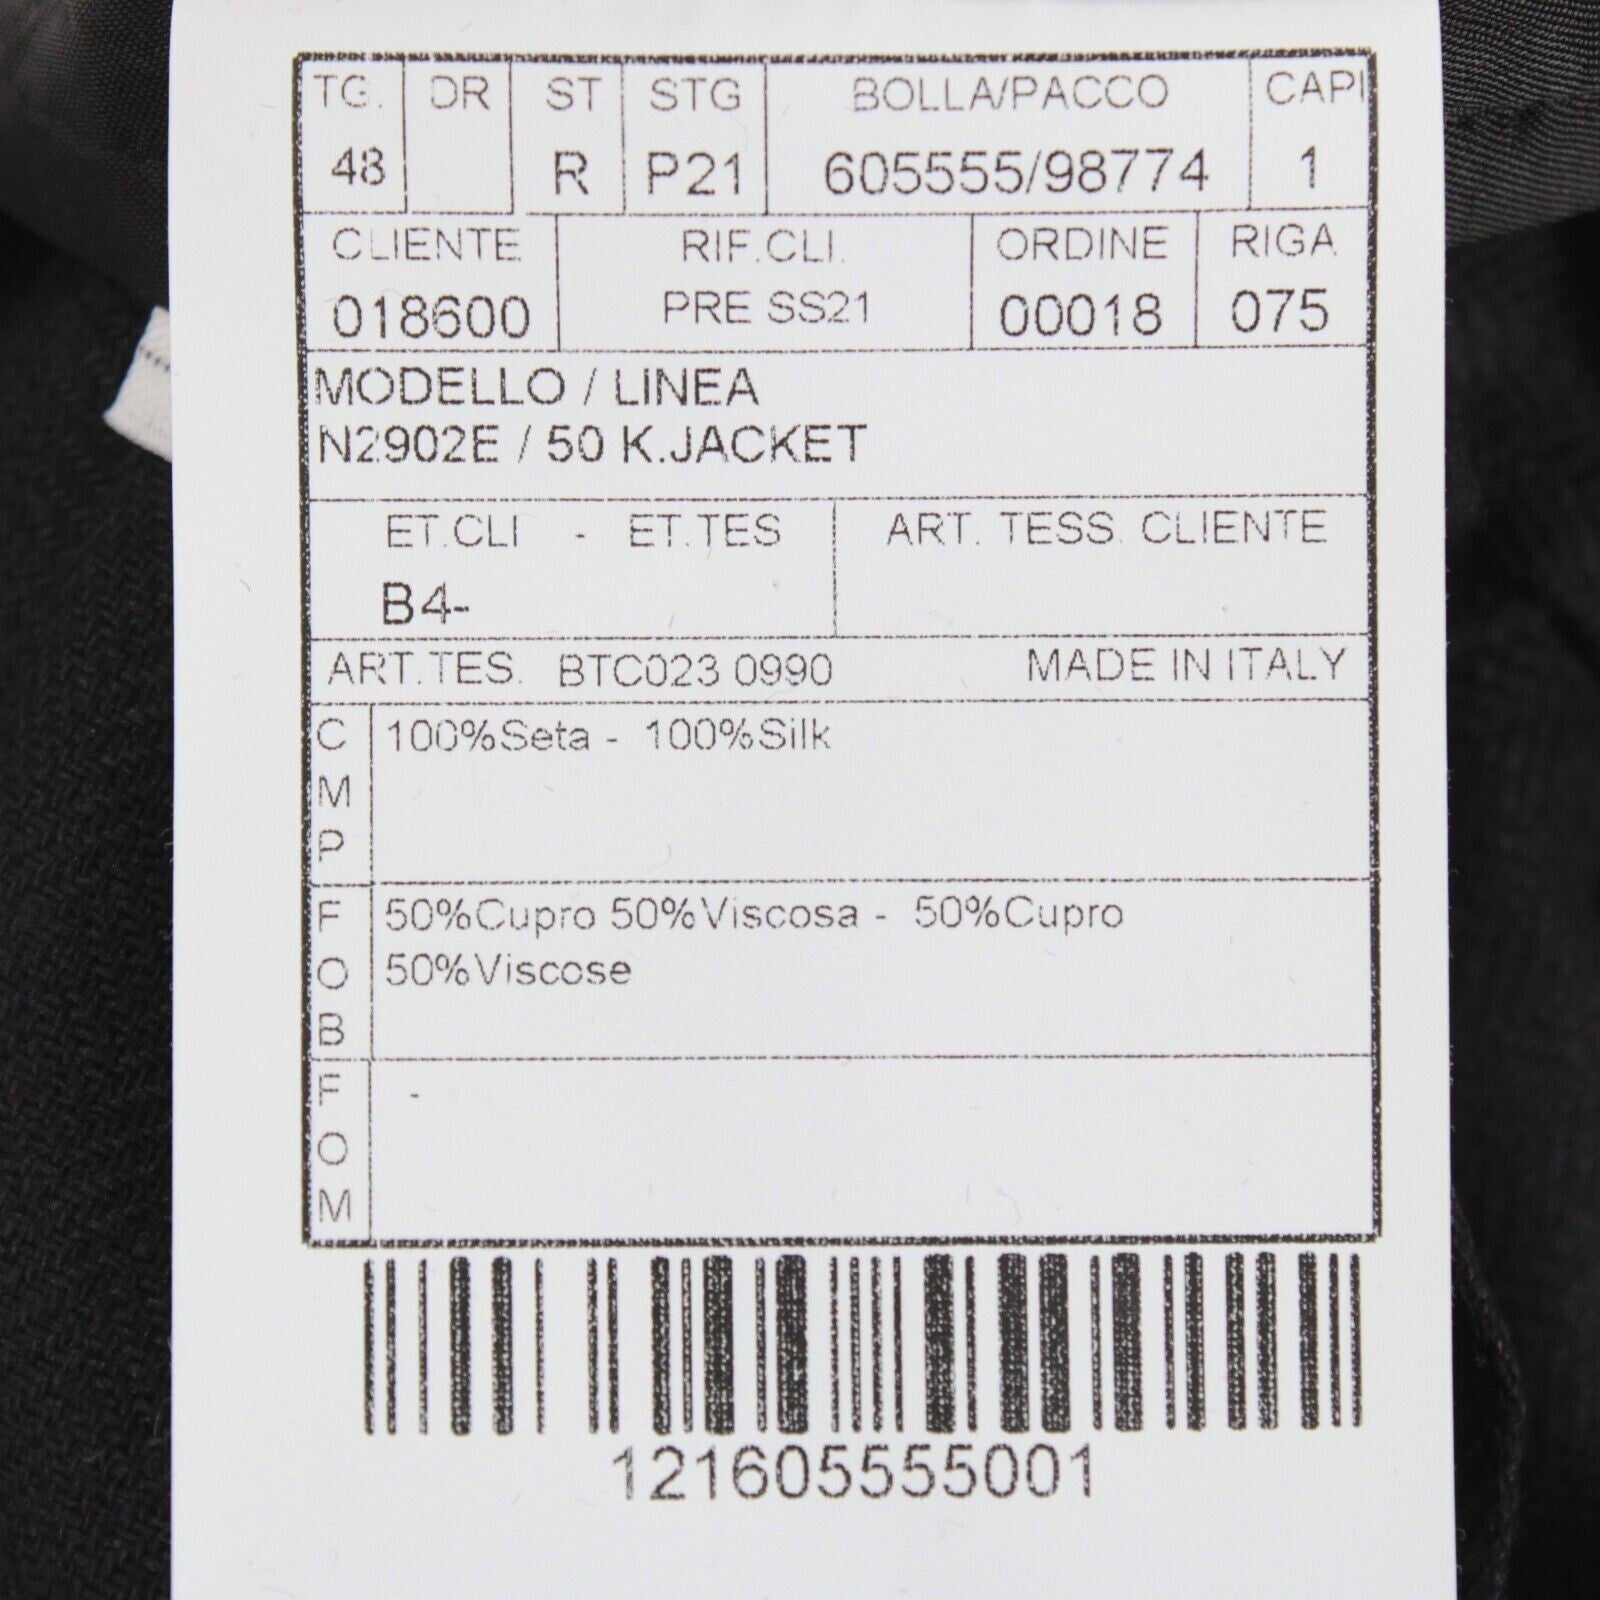 TG. DR ST STG BOLLA/PACCO CAPI
48 R P21 605555/98774 1
CLIENTE RIF.CLI. ORDINE RIGA
018600 PRE SS21 00018 075
MODELLO / LINEA
N2902E / 50 K.JACKET
ET.CLI - ET.TES ART. TESS. CLIENTE
B4-
ART.TES. BTC023 0990 MADE IN ITALY
CMP 100%Seta - 100%Silk
FOB 50%Cupro 50%Viscosa - 50%Cupro
50%Viscose
FOM -
121605555001